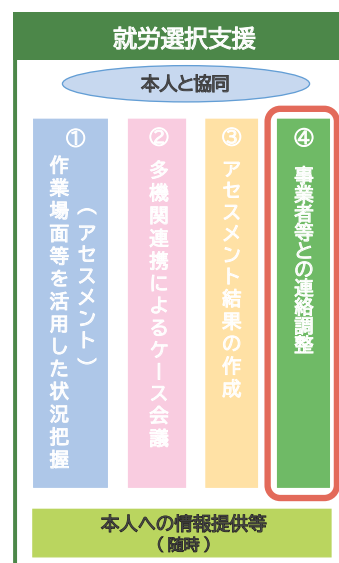 就労選択支援
本人と協同
①
作業場面等を活用した状況把握
（アセスメント）
②
多機関連携によるケース会議
③
アセスメント結果の作成
④
事業者等との連絡調整
本人への情報提供等
（随時）